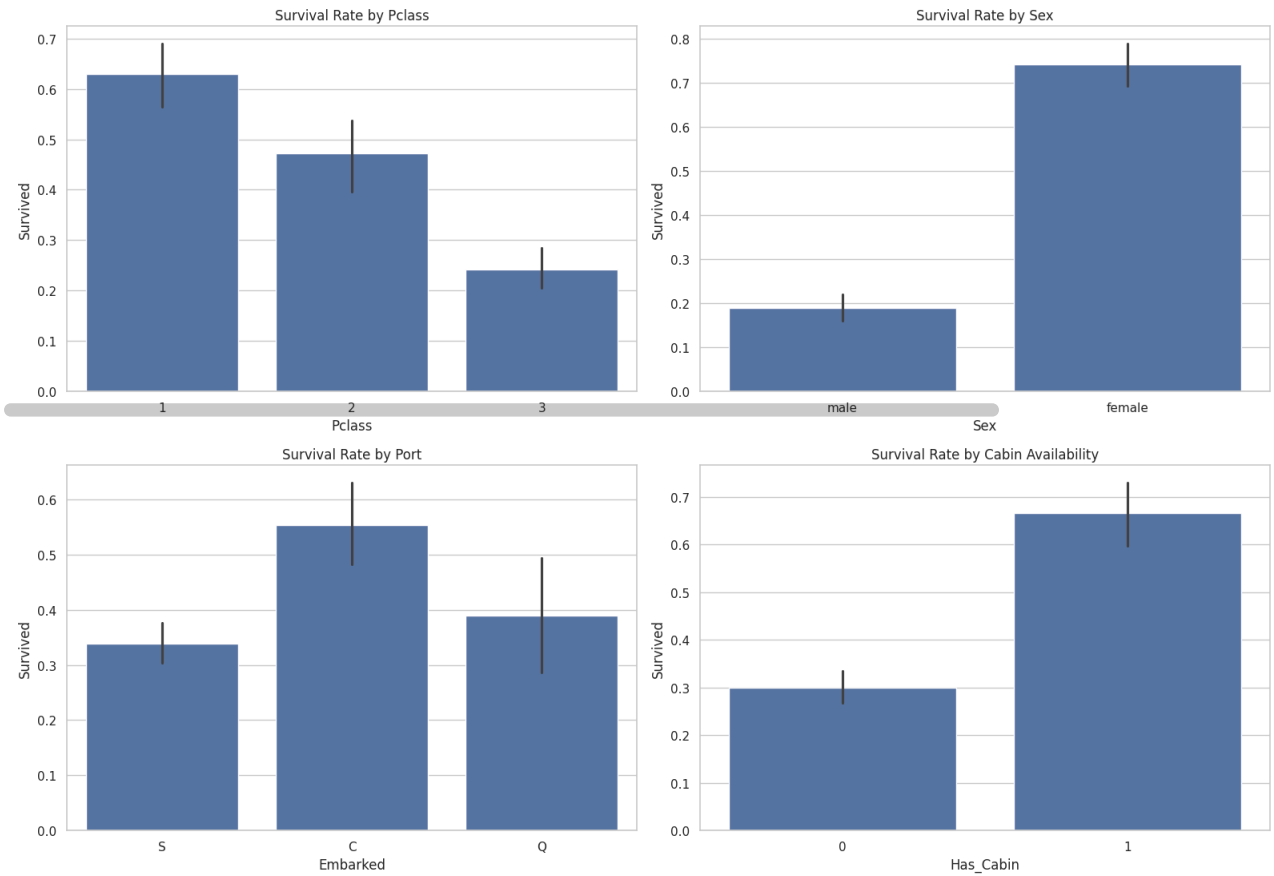 Survival Rate by Pclass
0.7
0.6
0.5
0.4
0.3
0.2
0.1
0.0
Survived
1 2 3
Pclass
Survival Rate by Sex
0.8
0.7
0.6
0.5
0.4
0.3
0.2
0.1
0.0
Survived
male female
Sex
Survival Rate by Port
0.6
0.5
0.4
0.3
0.2
0.1
0.0
Survived
S C Q
Embarked
Survival Rate by Cabin Availability
0.7
0.6
0.5
0.4
0.3
0.2
0.1
0.0
Survived
0 1
Has_Cabin